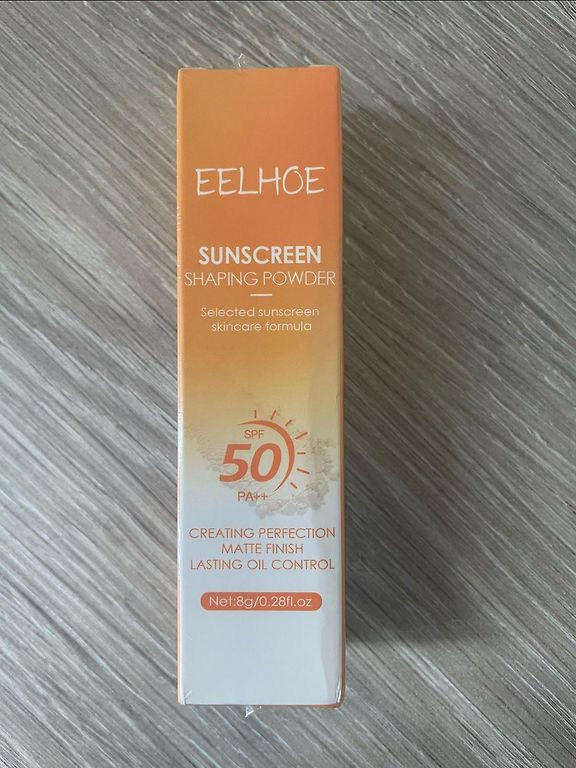 EELHOE
SUNSCREEN
SHAPING POWDER
Selected sunscreen
skincare formula
SPF
50
PA++
CREATING PERFECTION
MATTE FINISH
LASTING OIL CONTROL
Net:8g/0.28fl.oz